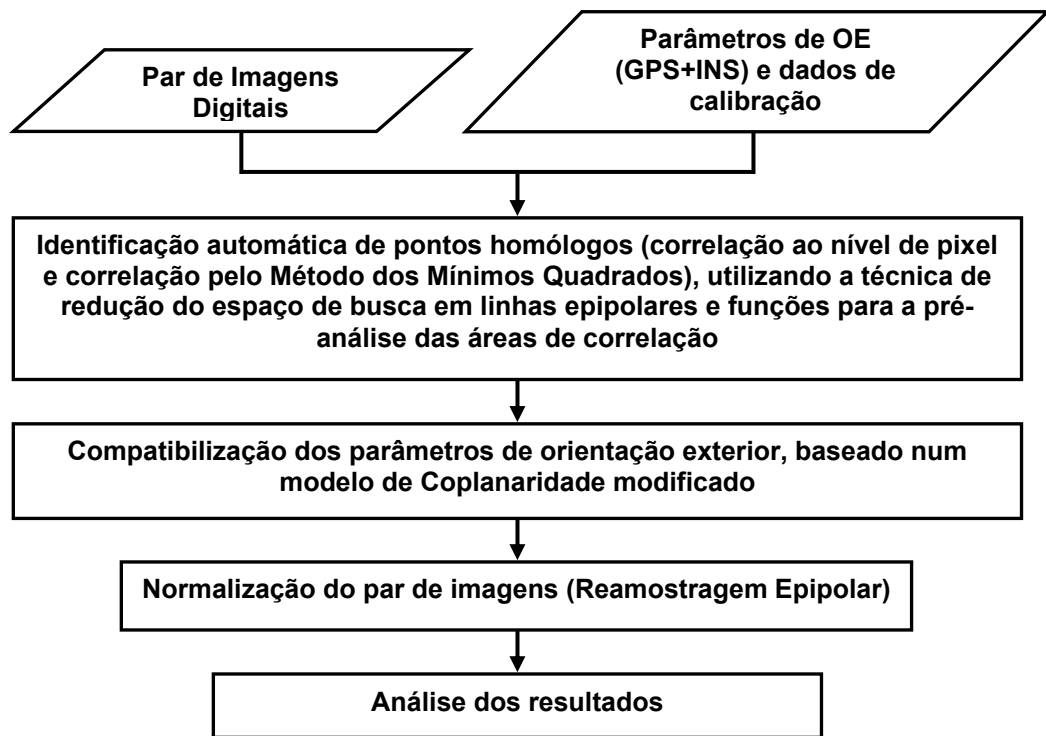 Par de Imagens
Digitais
Parâmetros de OE
(GPS+INS) e dados de
calibração
Identificação automática de pontos homólogos (correlação ao nível de pixel
e correlação pelo Método dos Mínimos Quadrados), utilizando a técnica de
redução do espaço de busca em linhas epipolares e funções para a pré-
análise das áreas de correlação
Compatibilização dos parâmetros de orientação exterior, baseado num
modelo de Coplanaridade modificado
Normalização do par de imagens (Reamostragem Epipolar)
Análise dos resultados